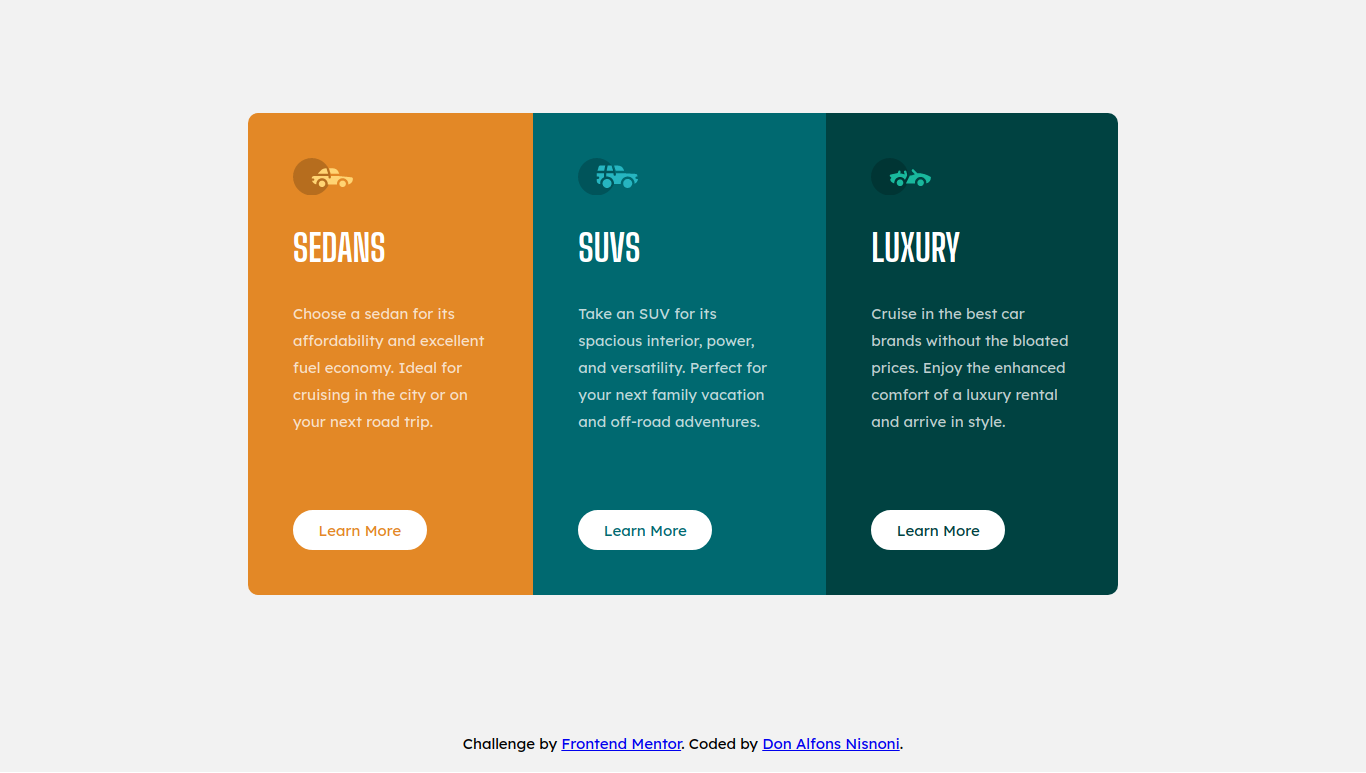 SEDANS
Choose a sedan for its
affordability and excellent
fuel economy. Ideal for
cruising in the city or on
your next road trip.
Learn More
SUVS
Take an SUV for its
spacious interior, power,
and versatility. Perfect for
your next family vacation
and off-road adventures.
Learn More
LUXURY
Cruise in the best car
brands without the bloated
prices. Enjoy the enhanced
comfort of a luxury rental
and arrive in style.
Learn More
Challenge by Frontend Mentor. Coded by Don Alfons Nisnoni.